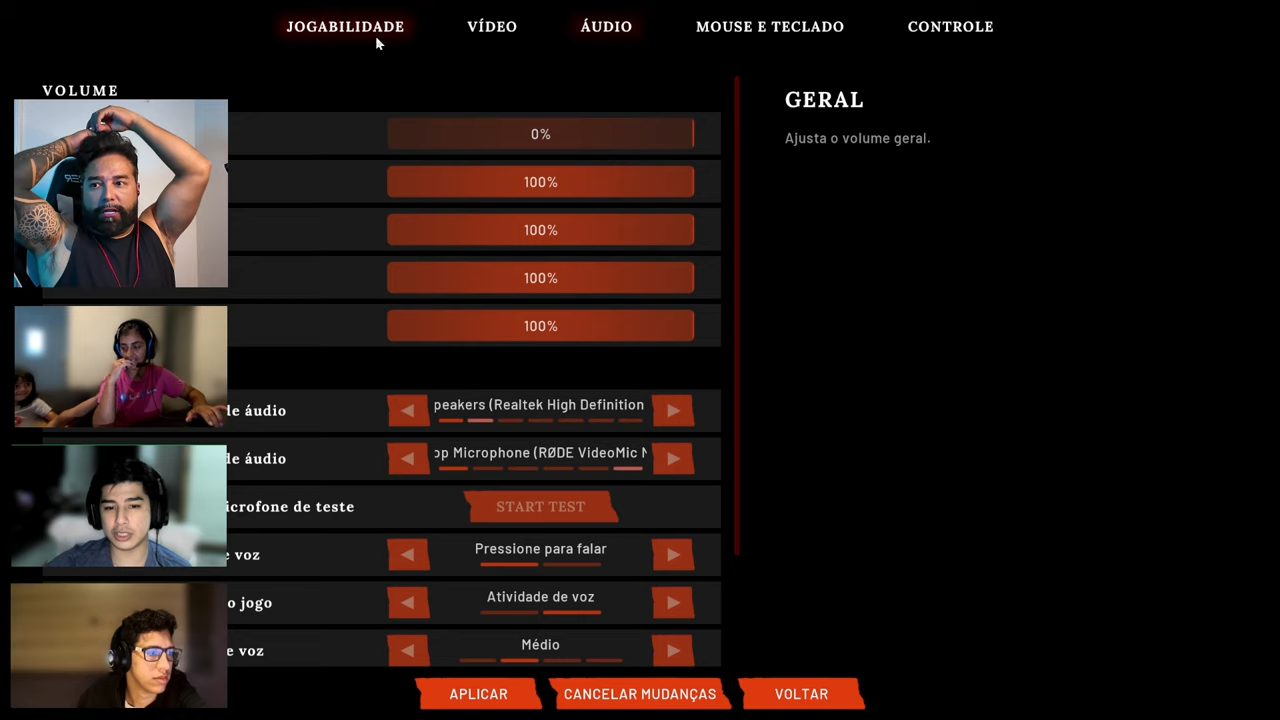 JOGABILIDADE VÍDEO ÁUDIO MOUSE E TECLADO CONTROLE
VOLUME
0%
100%
100%
100%
100%
de áudio
peakers (Realtek High Definition
de áudio
Microphone (RØDE VideoMic
icrofone de teste
START TEST
voz
Pressione para falar
o jogo
Atividade de voz
e voz
Médio
APLICAR CANCELAR MUDANÇAS VOLTAR
GERAL
Ajusta o volume geral.